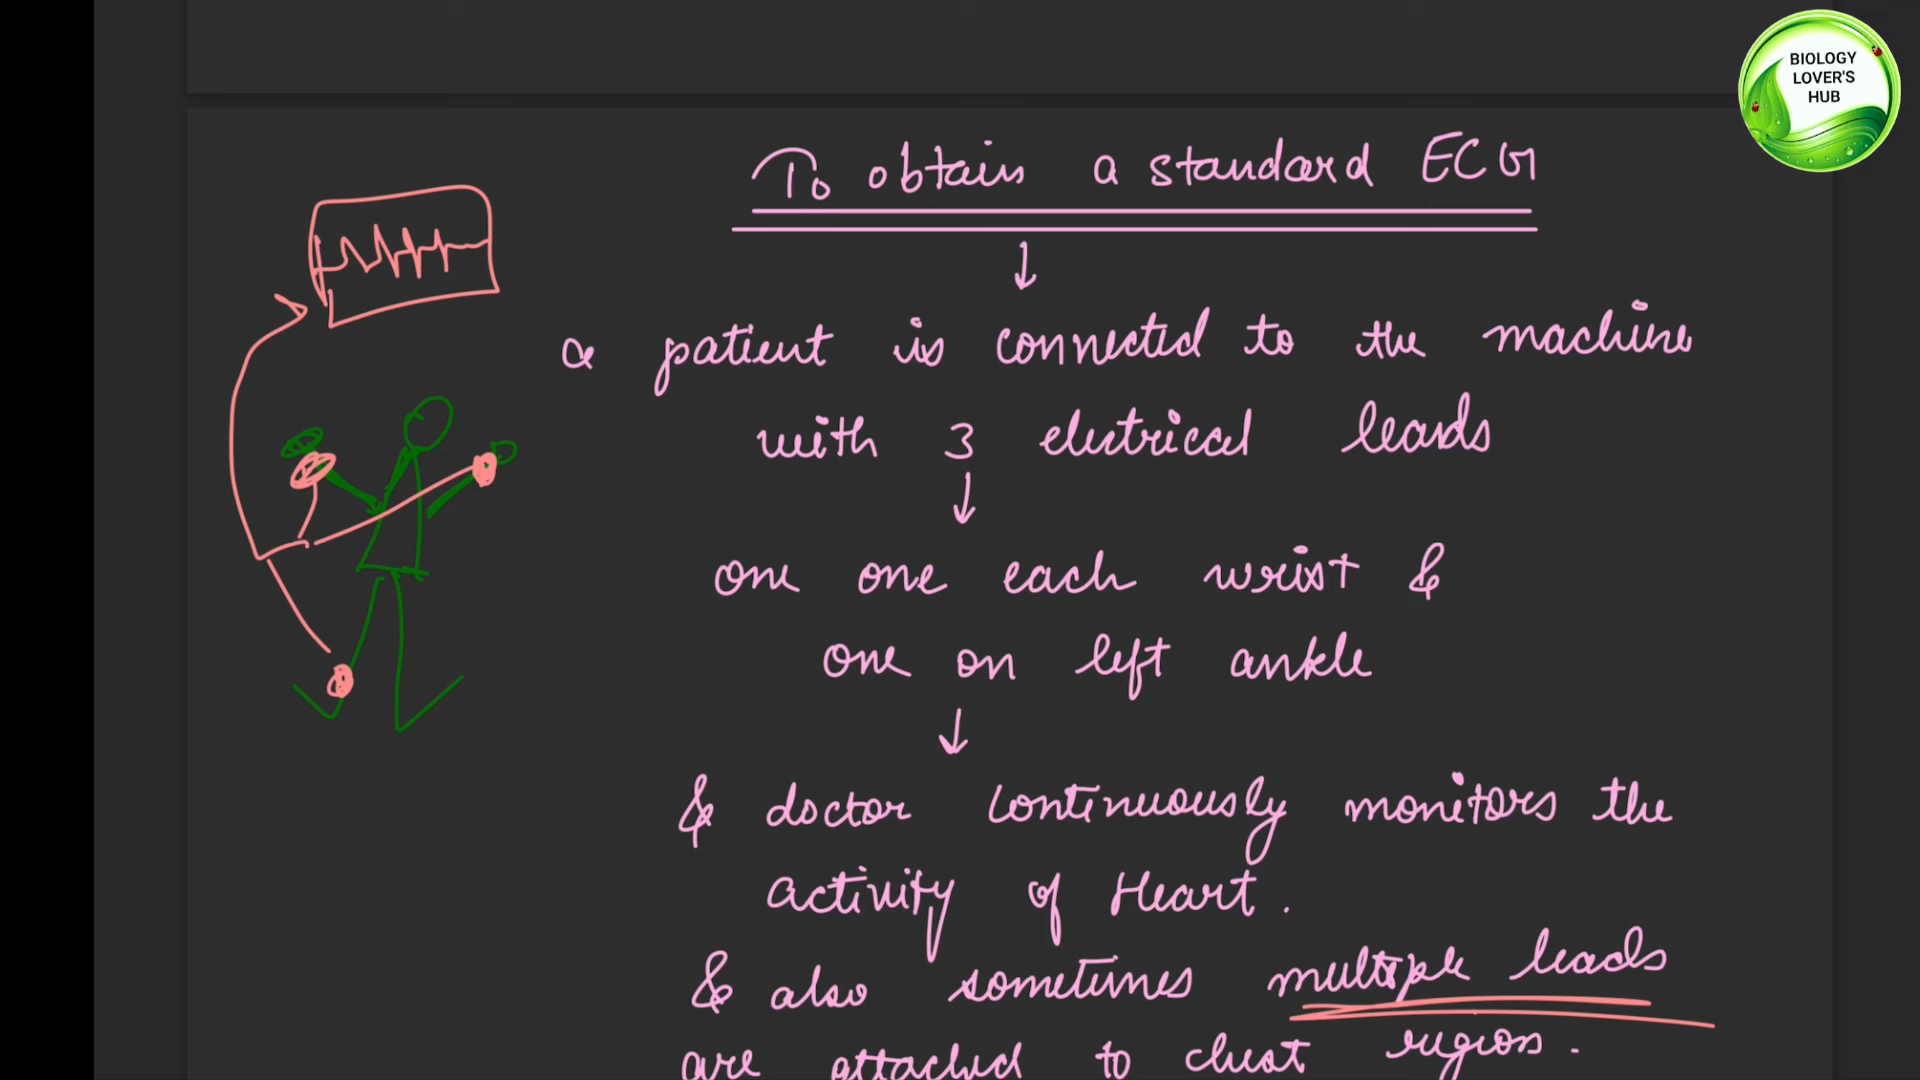 BIOLOGY
LOVER'S
HUB
To obtain a standard ECG
↓
a patient is connected to the machine
with 3 electrical leads
↓
one one each wrist &
one on left ankle
↓
& doctor continuously monitors the
activity of Heart.
& also sometimes multiple leads
are attached to chest region.